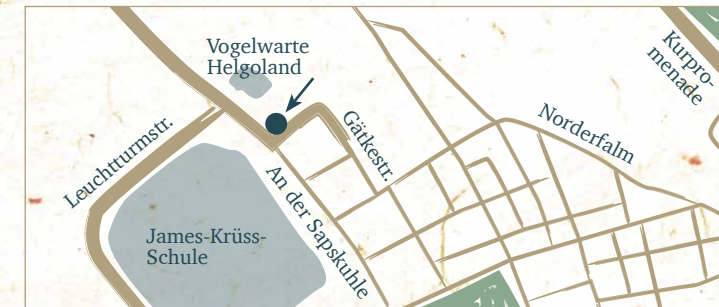 Vogelwarte
Helgoland
Kurpro-
menade
Leuchtturmstr.
Gätkestr.
Norderfalm
An der Sapskuhle
James-Krüss-
Schule